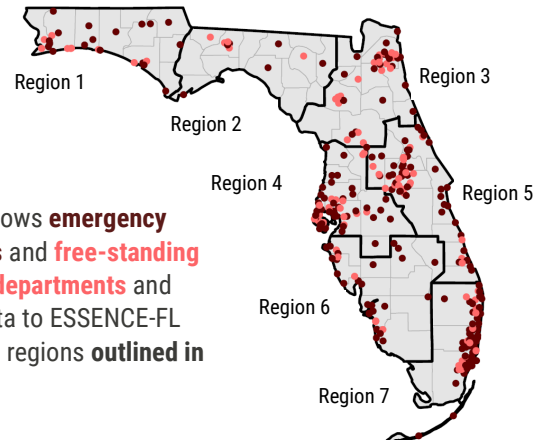 Region 1
Region 3
Region 2
Region 4
Region 5
ows emergency
s and free-standing
departments and
ta to ESSENCE-FL
regions outlined in
Region 6
Region 7